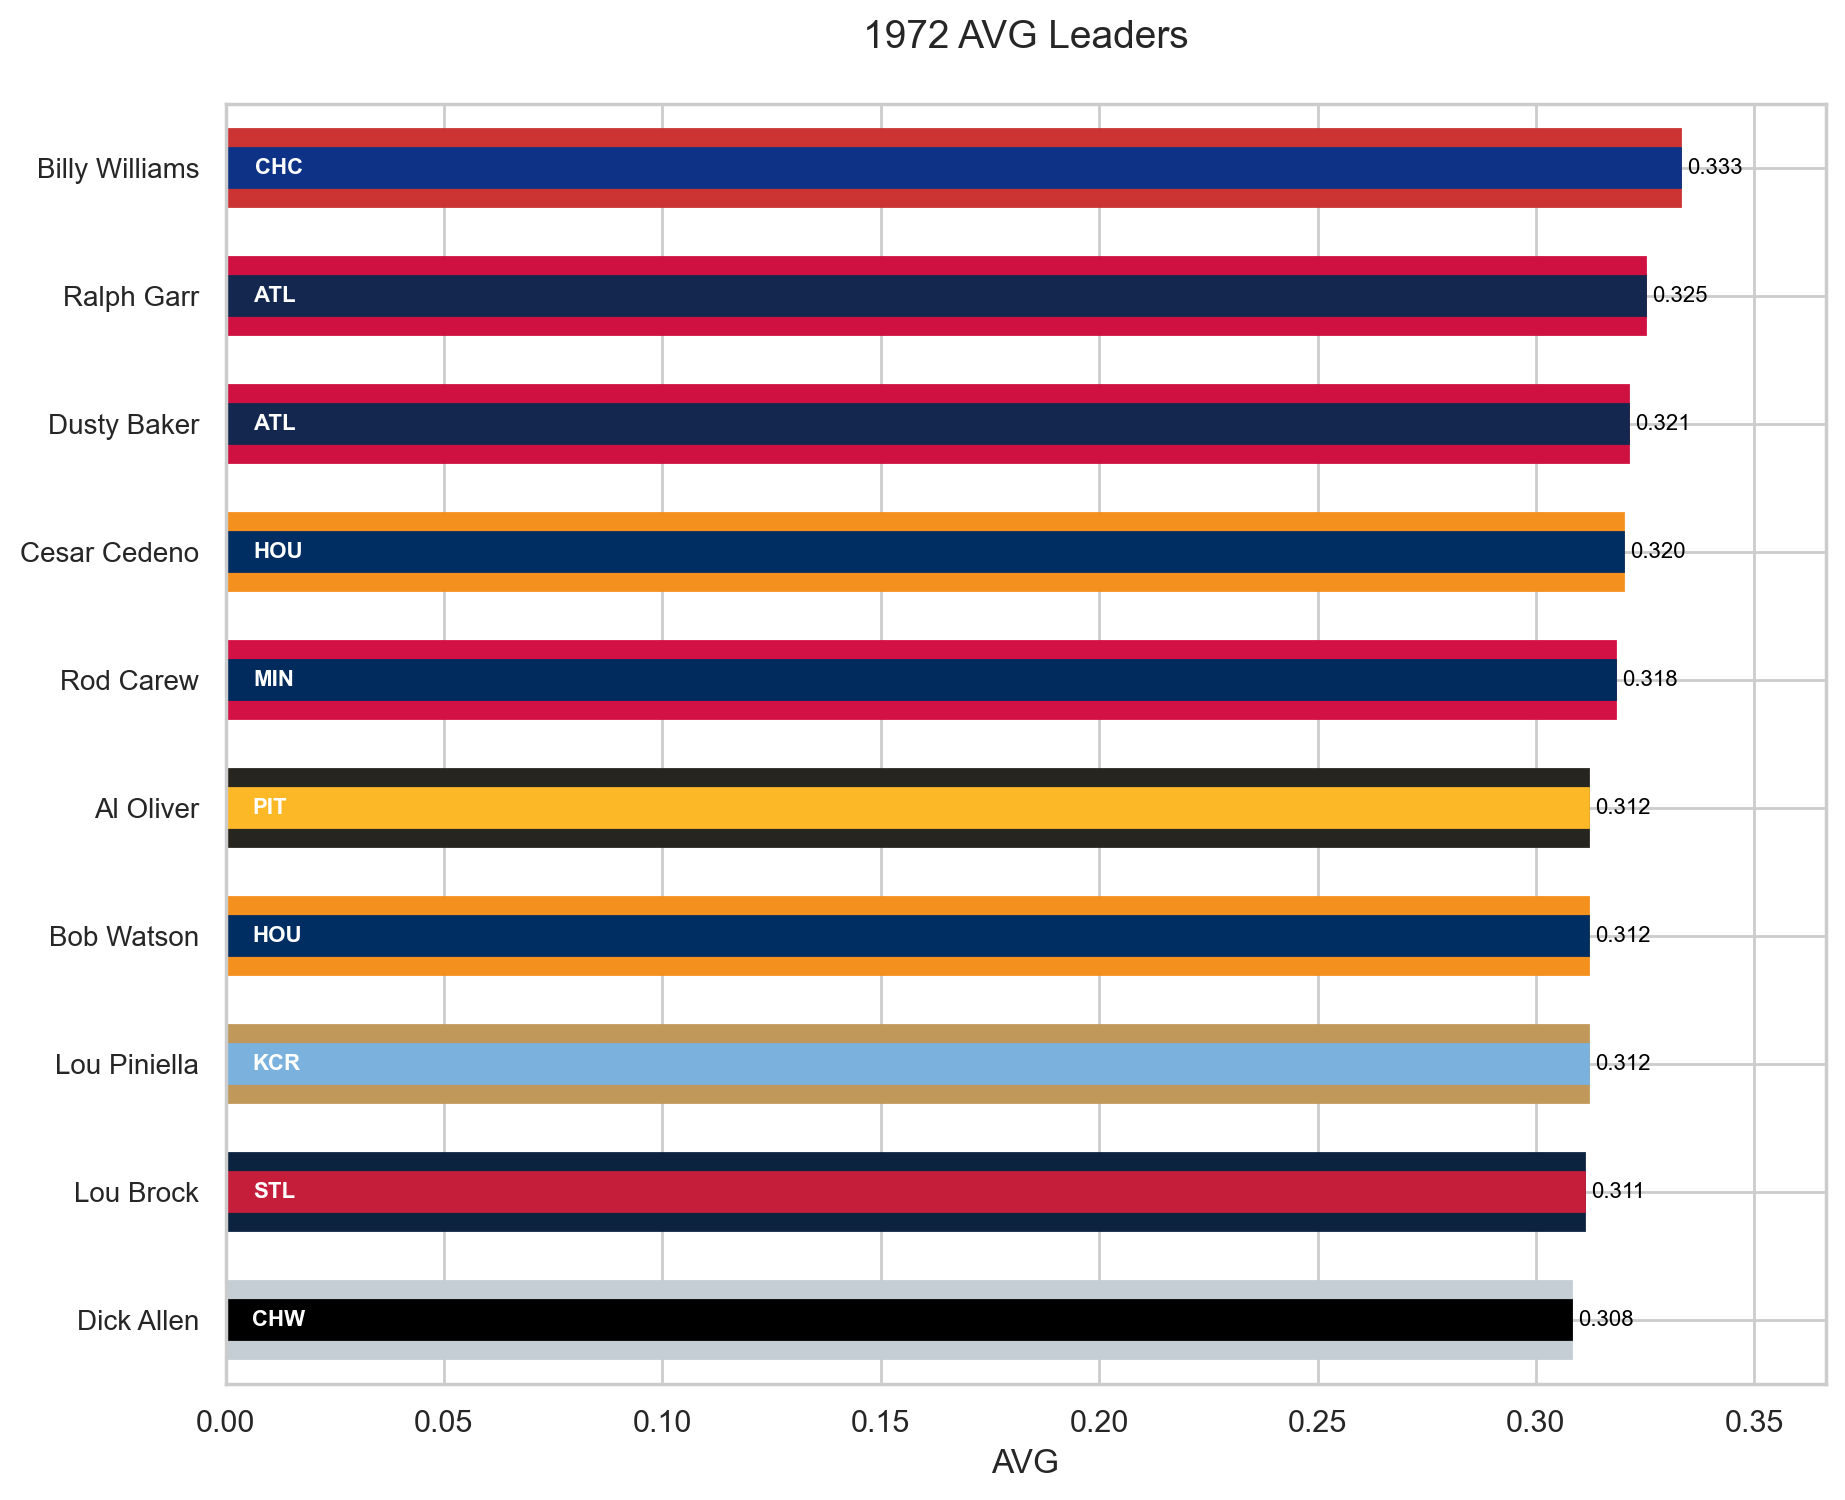 1972 AVG Leaders
Billy Williams CHC 0.333
Ralph Garr ATL 0.325
Dusty Baker ATL 0.321
Cesar Cedeno HOU 0.320
Rod Carew MIN 0.318
Al Oliver PIT 0.312
Bob Watson HOU 0.312
Lou Piniella KCR 0.312
Lou Brock STL 0.311
Dick Allen CHW 0.308
0.00 0.05 0.10 0.15 0.20 0.25 0.30 0.35
AVG